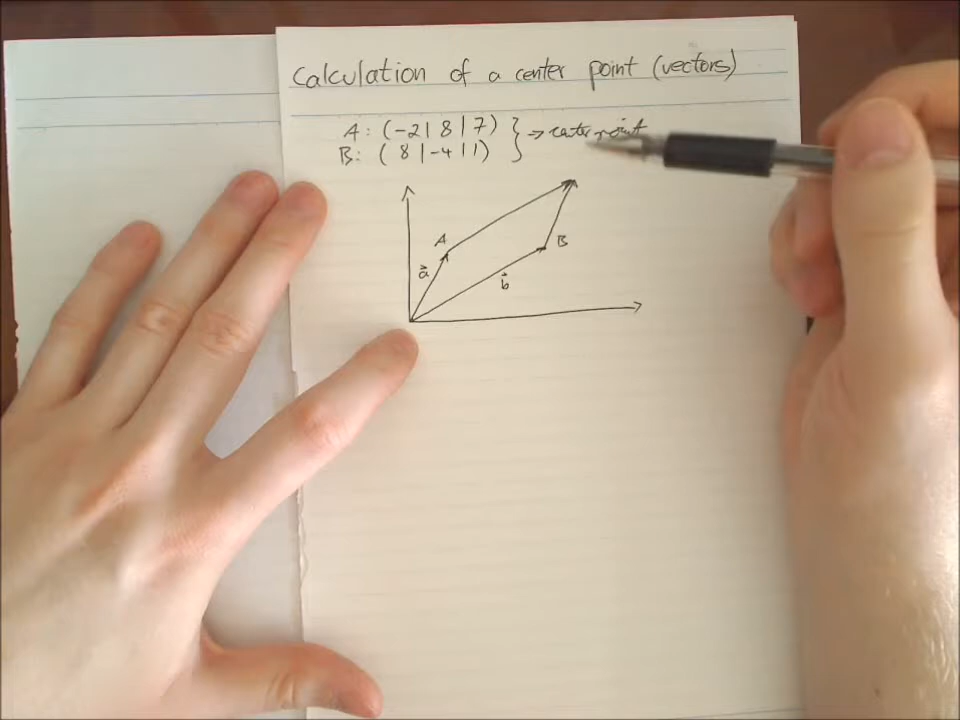 Calculation of a center point (vectors)
A: (-2 | 8 | 7) } → center point
B: ( 8 | -4 | 1)
A
B
a⃗
b⃗